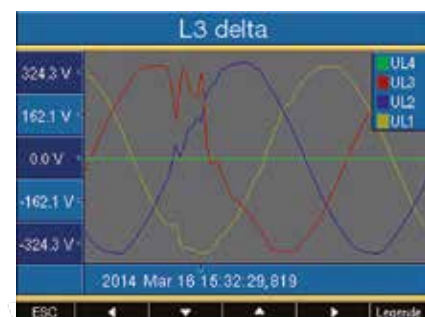 L3 delta
324.3 V
162.1 V
0.0 V
-162.1 V
-324.3 V
UL4
UL3
UL2
UL1
2014 Mar 16 15:32:29,819
ESC
Legende